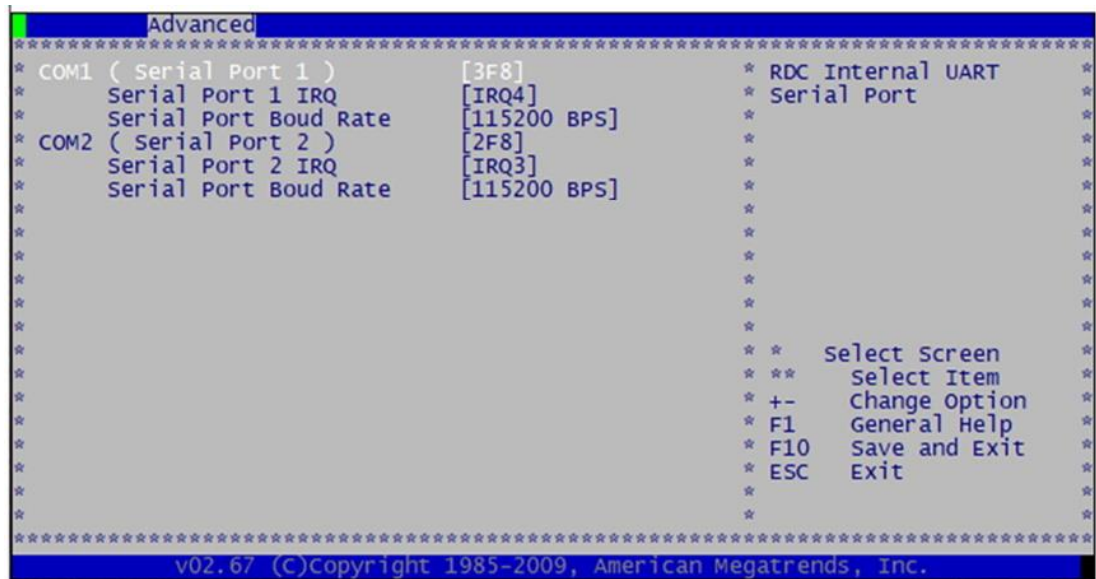 Advanced
COM1 ( Serial Port 1 ) [3F8]
Serial Port 1 IRQ [IRQ4]
Serial Port Boud Rate [115200 BPS]
COM2 ( Serial Port 2 ) [2F8]
Serial Port 2 IRQ [IRQ3]
Serial Port Boud Rate [115200 BPS]
RDC Internal UART
Serial Port
* Select Screen
** Select Item
+- Change Option
F1 General Help
F10 Save and Exit
ESC Exit
v02.67 (C)Copyright 1985-2009, American Megatrends, Inc.